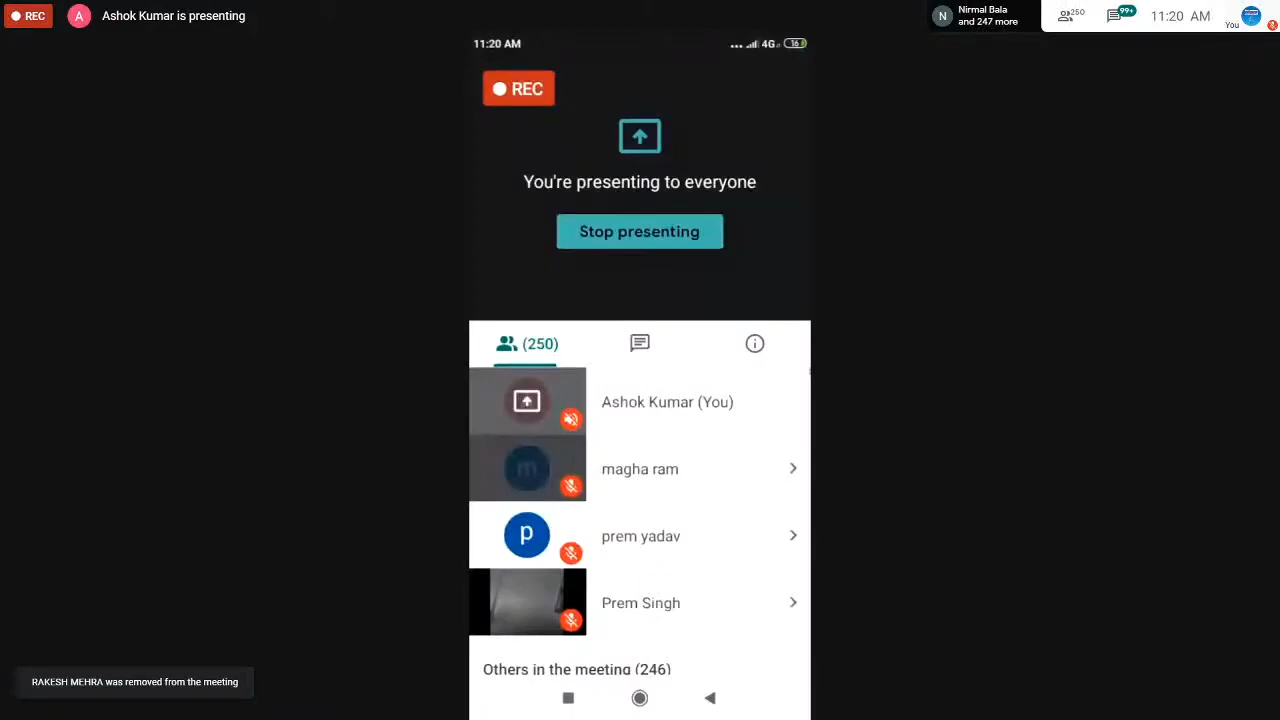 REC
A
Ashok Kumar is presenting
N
Nirmal Bala
and 247 more
250
99+
11:20 AM
You
11:20 AM
4G
16
REC
You're presenting to everyone
Stop presenting
(250)
Ashok Kumar (You)
m
magha ram
p
prem yadav
Prem Singh
Others in the meeting (246)
RAKESH MEHRA was removed from the meeting